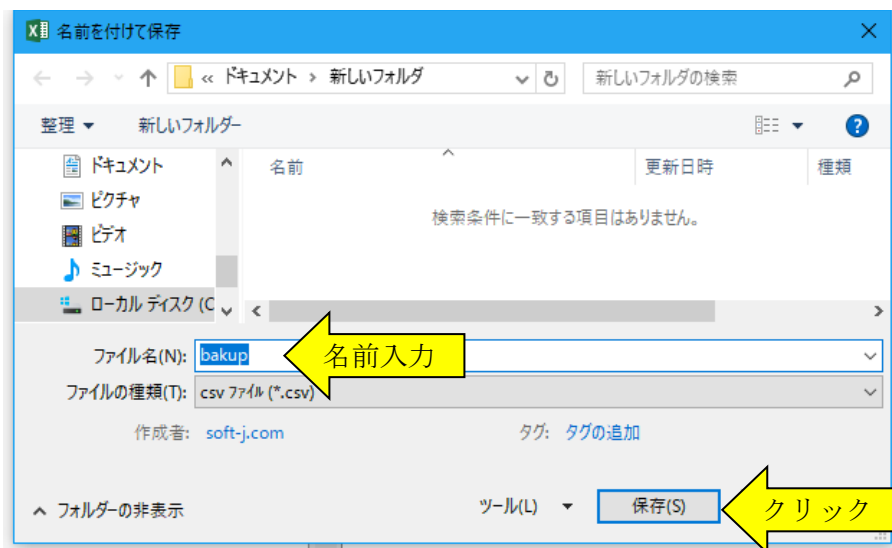 名前を付けて保存
« ドキュメント › 新しいフォルダ
新しいフォルダの検索
整理
新しいフォルダー
ドキュメント
ピクチャ
ビデオ
ミュージック
ローカル ディスク (C
名前
更新日時
種類
検索条件に一致する項目はありません。
ファイル名(N):
bakup
名前入力
ファイルの種類(T):
csv ファイル (*.csv)
作成者:
soft-j.com
タグ:
タグの追加
フォルダーの非表示
ツール(L)
保存(S)
クリック